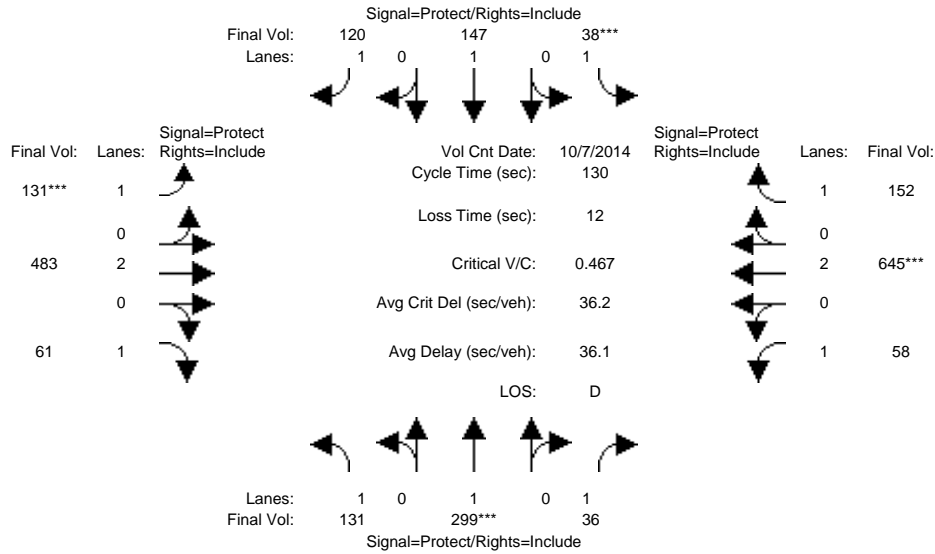 Signal=Protect/Rights=Include
Final Vol: 120 147 38***
Lanes: 1 0 1 0 1
Signal=Protect Signal=Protect
Final Vol: Lanes: Rights=Include Vol Cnt Date: 10/7/2014 Rights=Include Lanes: Final Vol:
Cycle Time (sec): 130
131*** 1 1 152
Loss Time (sec): 12
0 0
483 2 Critical V/C: 0.467 2 645***
0 Avg Crit Del (sec/veh): 36.2 0
61 1 Avg Delay (sec/veh): 36.1 1 58
LOS: D
Lanes: 1 0 1 0 1
Final Vol: 131 299*** 36
Signal=Protect/Rights=Include